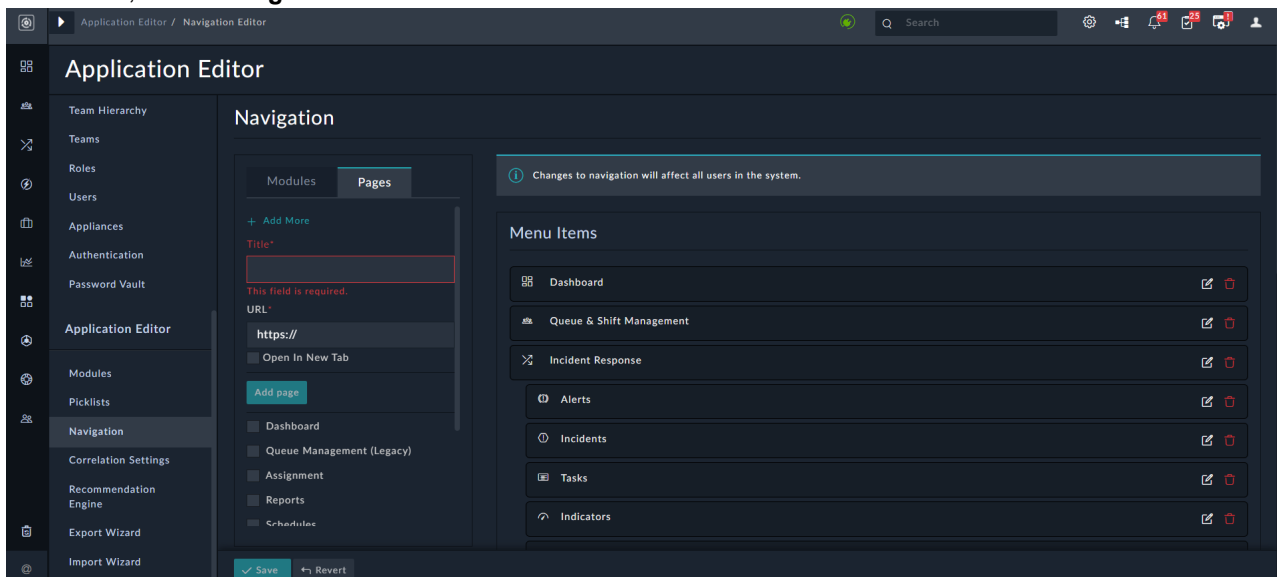 Application Editor / Navigation Editor
Search
61
25
!
Application Editor
Team Hierarchy
Teams
Roles
Users
Appliances
Authentication
Password Vault
Application Editor
Modules
Picklists
Navigation
Correlation Settings
Recommendation
Engine
Export Wizard
Import Wizard
Navigation
Modules
Pages
+ Add More
Title*
This field is required.
URL*
https://
Open In New Tab
Add page
Dashboard
Queue Management (Legacy)
Assignment
Reports
Schedules
Save
Revert
Changes to navigation will affect all users in the system.
Menu Items
Dashboard
Queue & Shift Management
Incident Response
Alerts
Incidents
Tasks
Indicators